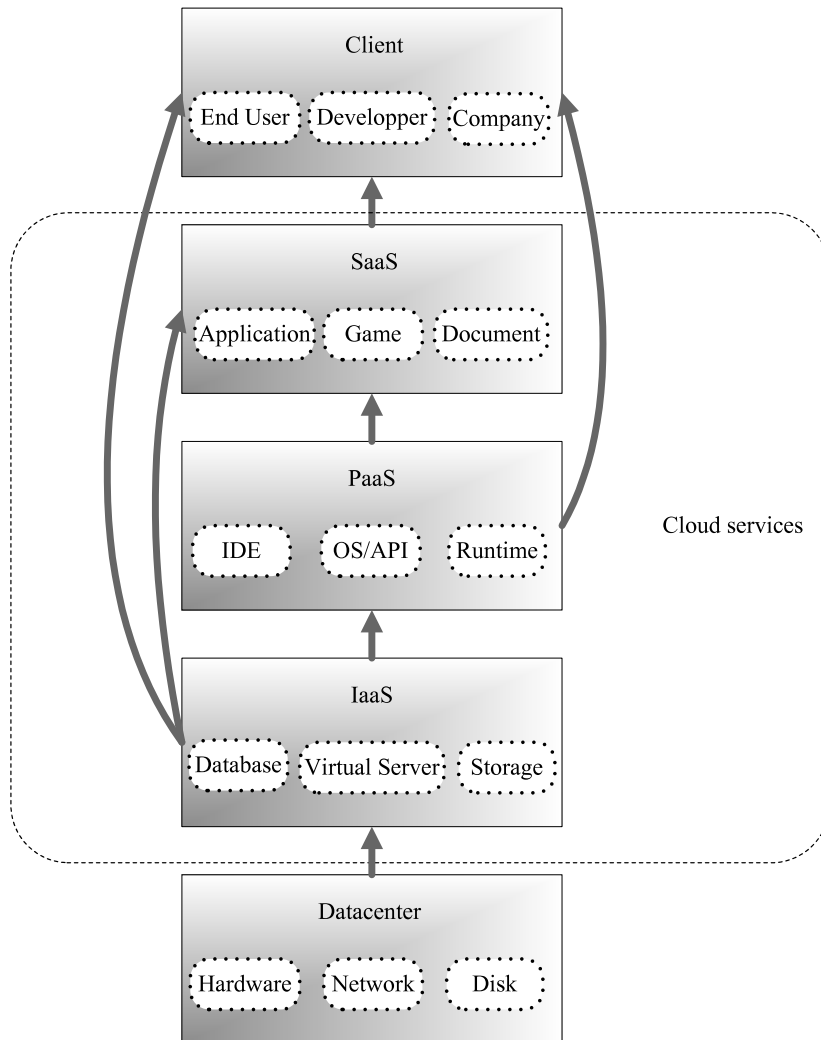 Client
End User
Developper
Company
SaaS
Application
Game
Document
PaaS
IDE
OS/API
Runtime
Cloud services
IaaS
Database
Virtual Server
Storage
Datacenter
Hardware
Network
Disk